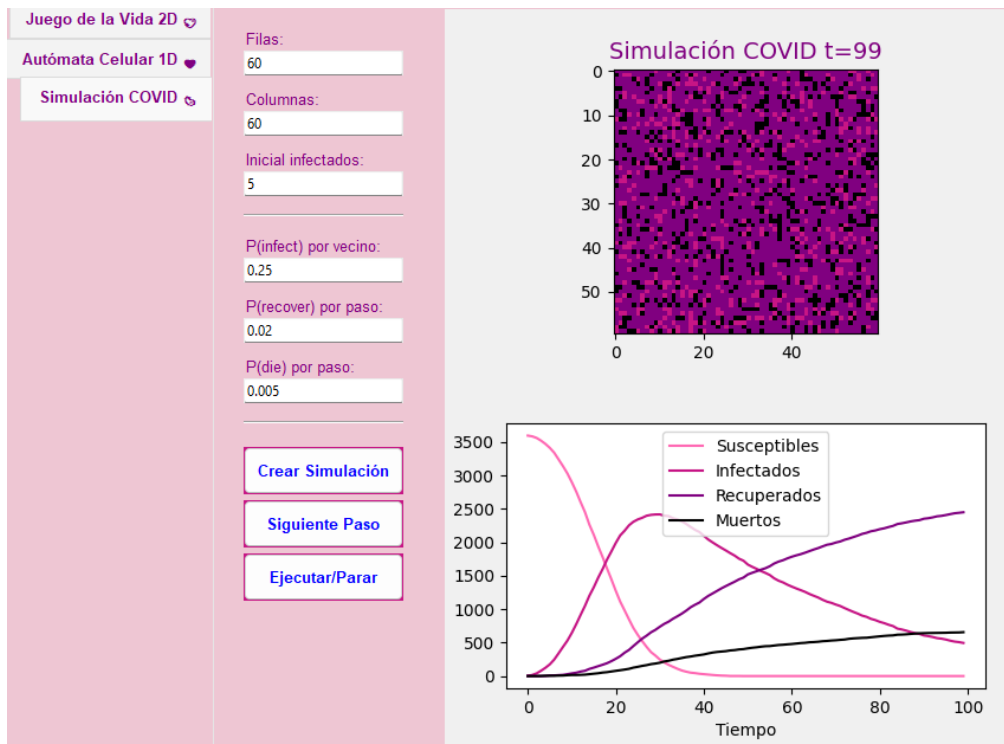 Juego de la Vida 2D
Autómata Celular 1D
Simulación COVID
Filas:
60
Columnas:
60
Inicial infectados:
5
P(infect) por vecino:
0.25
P(recover) por paso:
0.02
P(die) por paso:
0.005
Crear Simulación
Siguiente Paso
Ejecutar/Parar
Simulación COVID t=99
0
10
20
30
40
50
0 20 40
3500
3000
2500
2000
1500
1000
500
0
Susceptibles
Infectados
Recuperados
Muertos
0 20 40 60 80 100
Tiempo